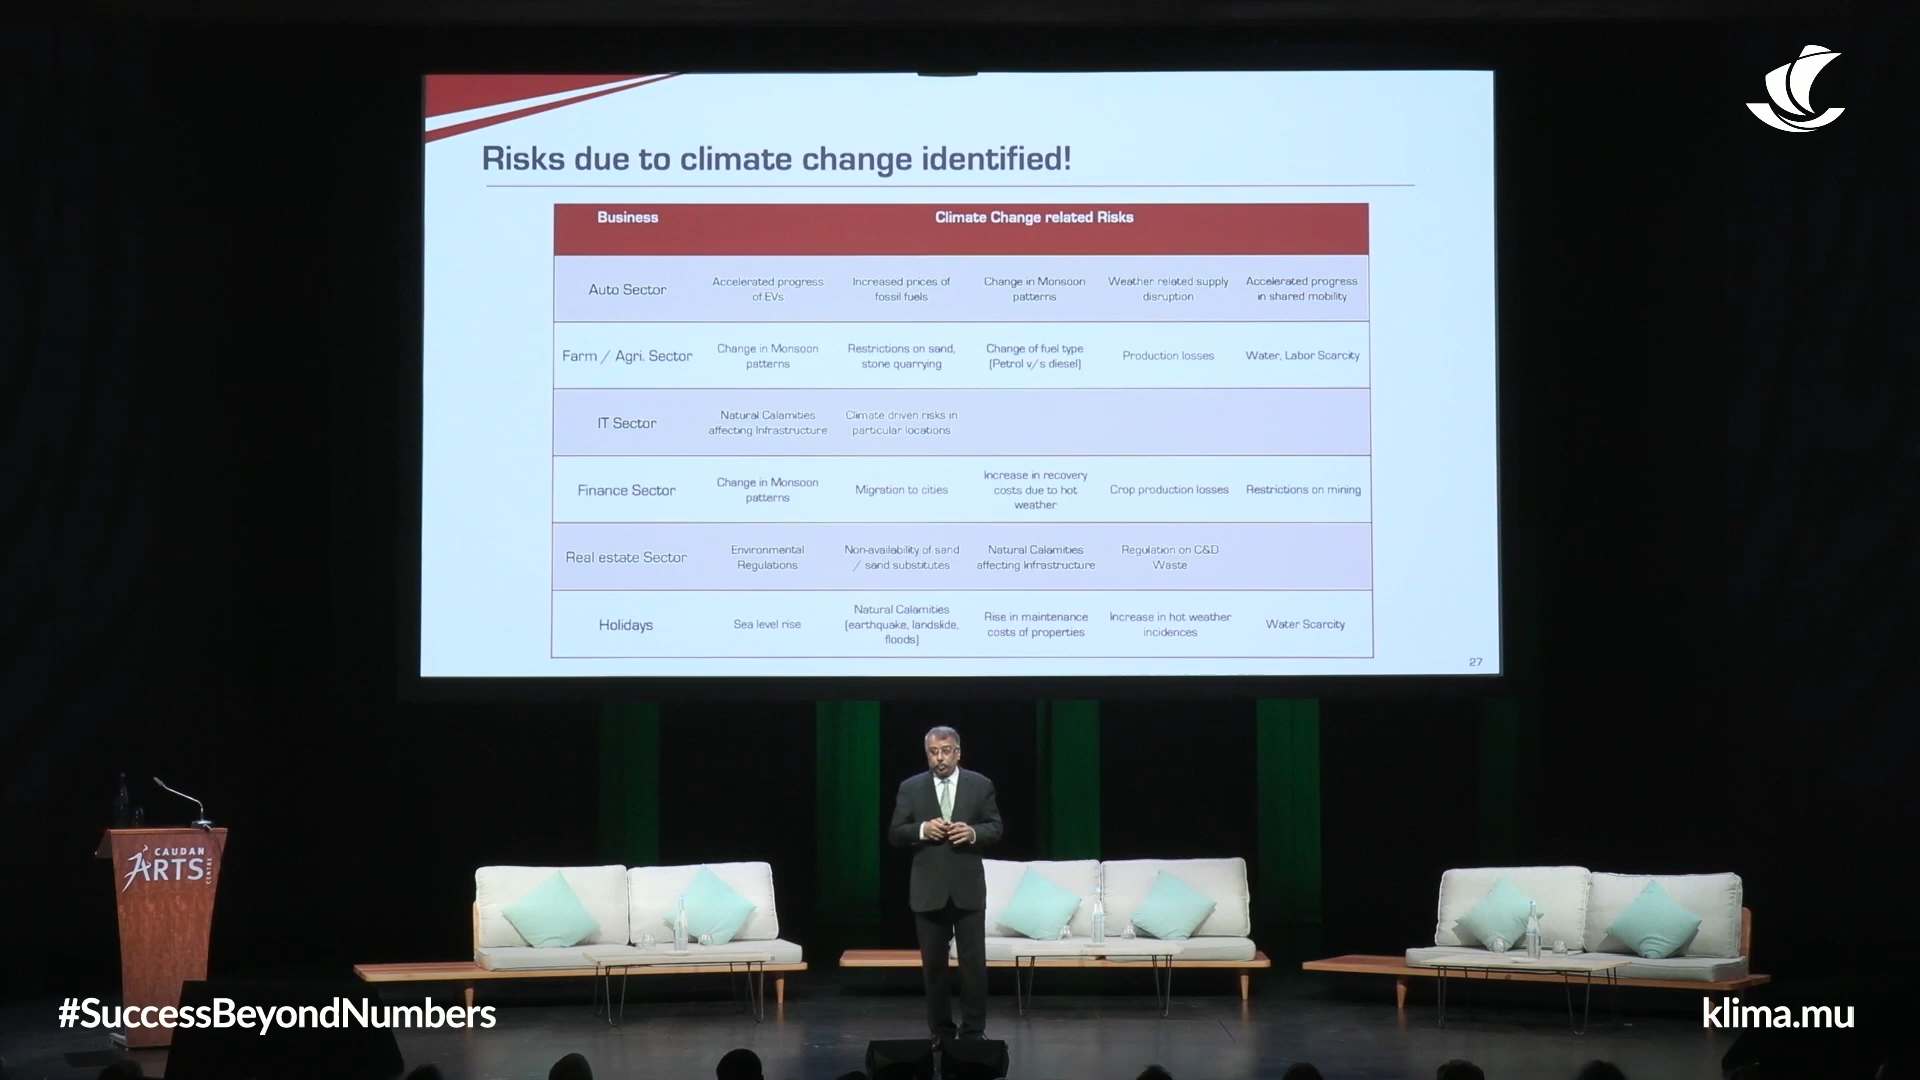 Risks due to climate change identified!
Business
Climate Change related Risks
Auto Sector
Accelerated progress
of EVs
Increased prices of
fossil fuels
Change in Monsoon
patterns
Weather related supply
disruption
Accelerated progress
in shared mobility
Farm / Agri. Sector
Change in Monsoon
patterns
Restrictions on sand,
stone quarrying
Change of fuel type
(Petrol v/s diesel)
Production losses
Water, Labor Scarcity
IT Sector
Natural Calamities
affecting Infrastructure
Climate driven risks in
particular locations
Finance Sector
Change in Monsoon
patterns
Migration to cities
Increase in recovery
costs due to hot
weather
Crop production losses
Restrictions on mining
Real estate Sector
Environmental
Regulations
Non-availability of sand
/ sand substitutes
Natural Calamities
affecting Infrastructure
Regulation on C&D
Waste
Holidays
Sea level rise
Natural Calamities
(earthquake, landslide,
floods)
Rise in maintenance
costs of properties
Increase in hot weather
incidences
Water Scarcity
27
CAUDAN
ARTS
CENTRE
#SuccessBeyondNumbers
klima.mu